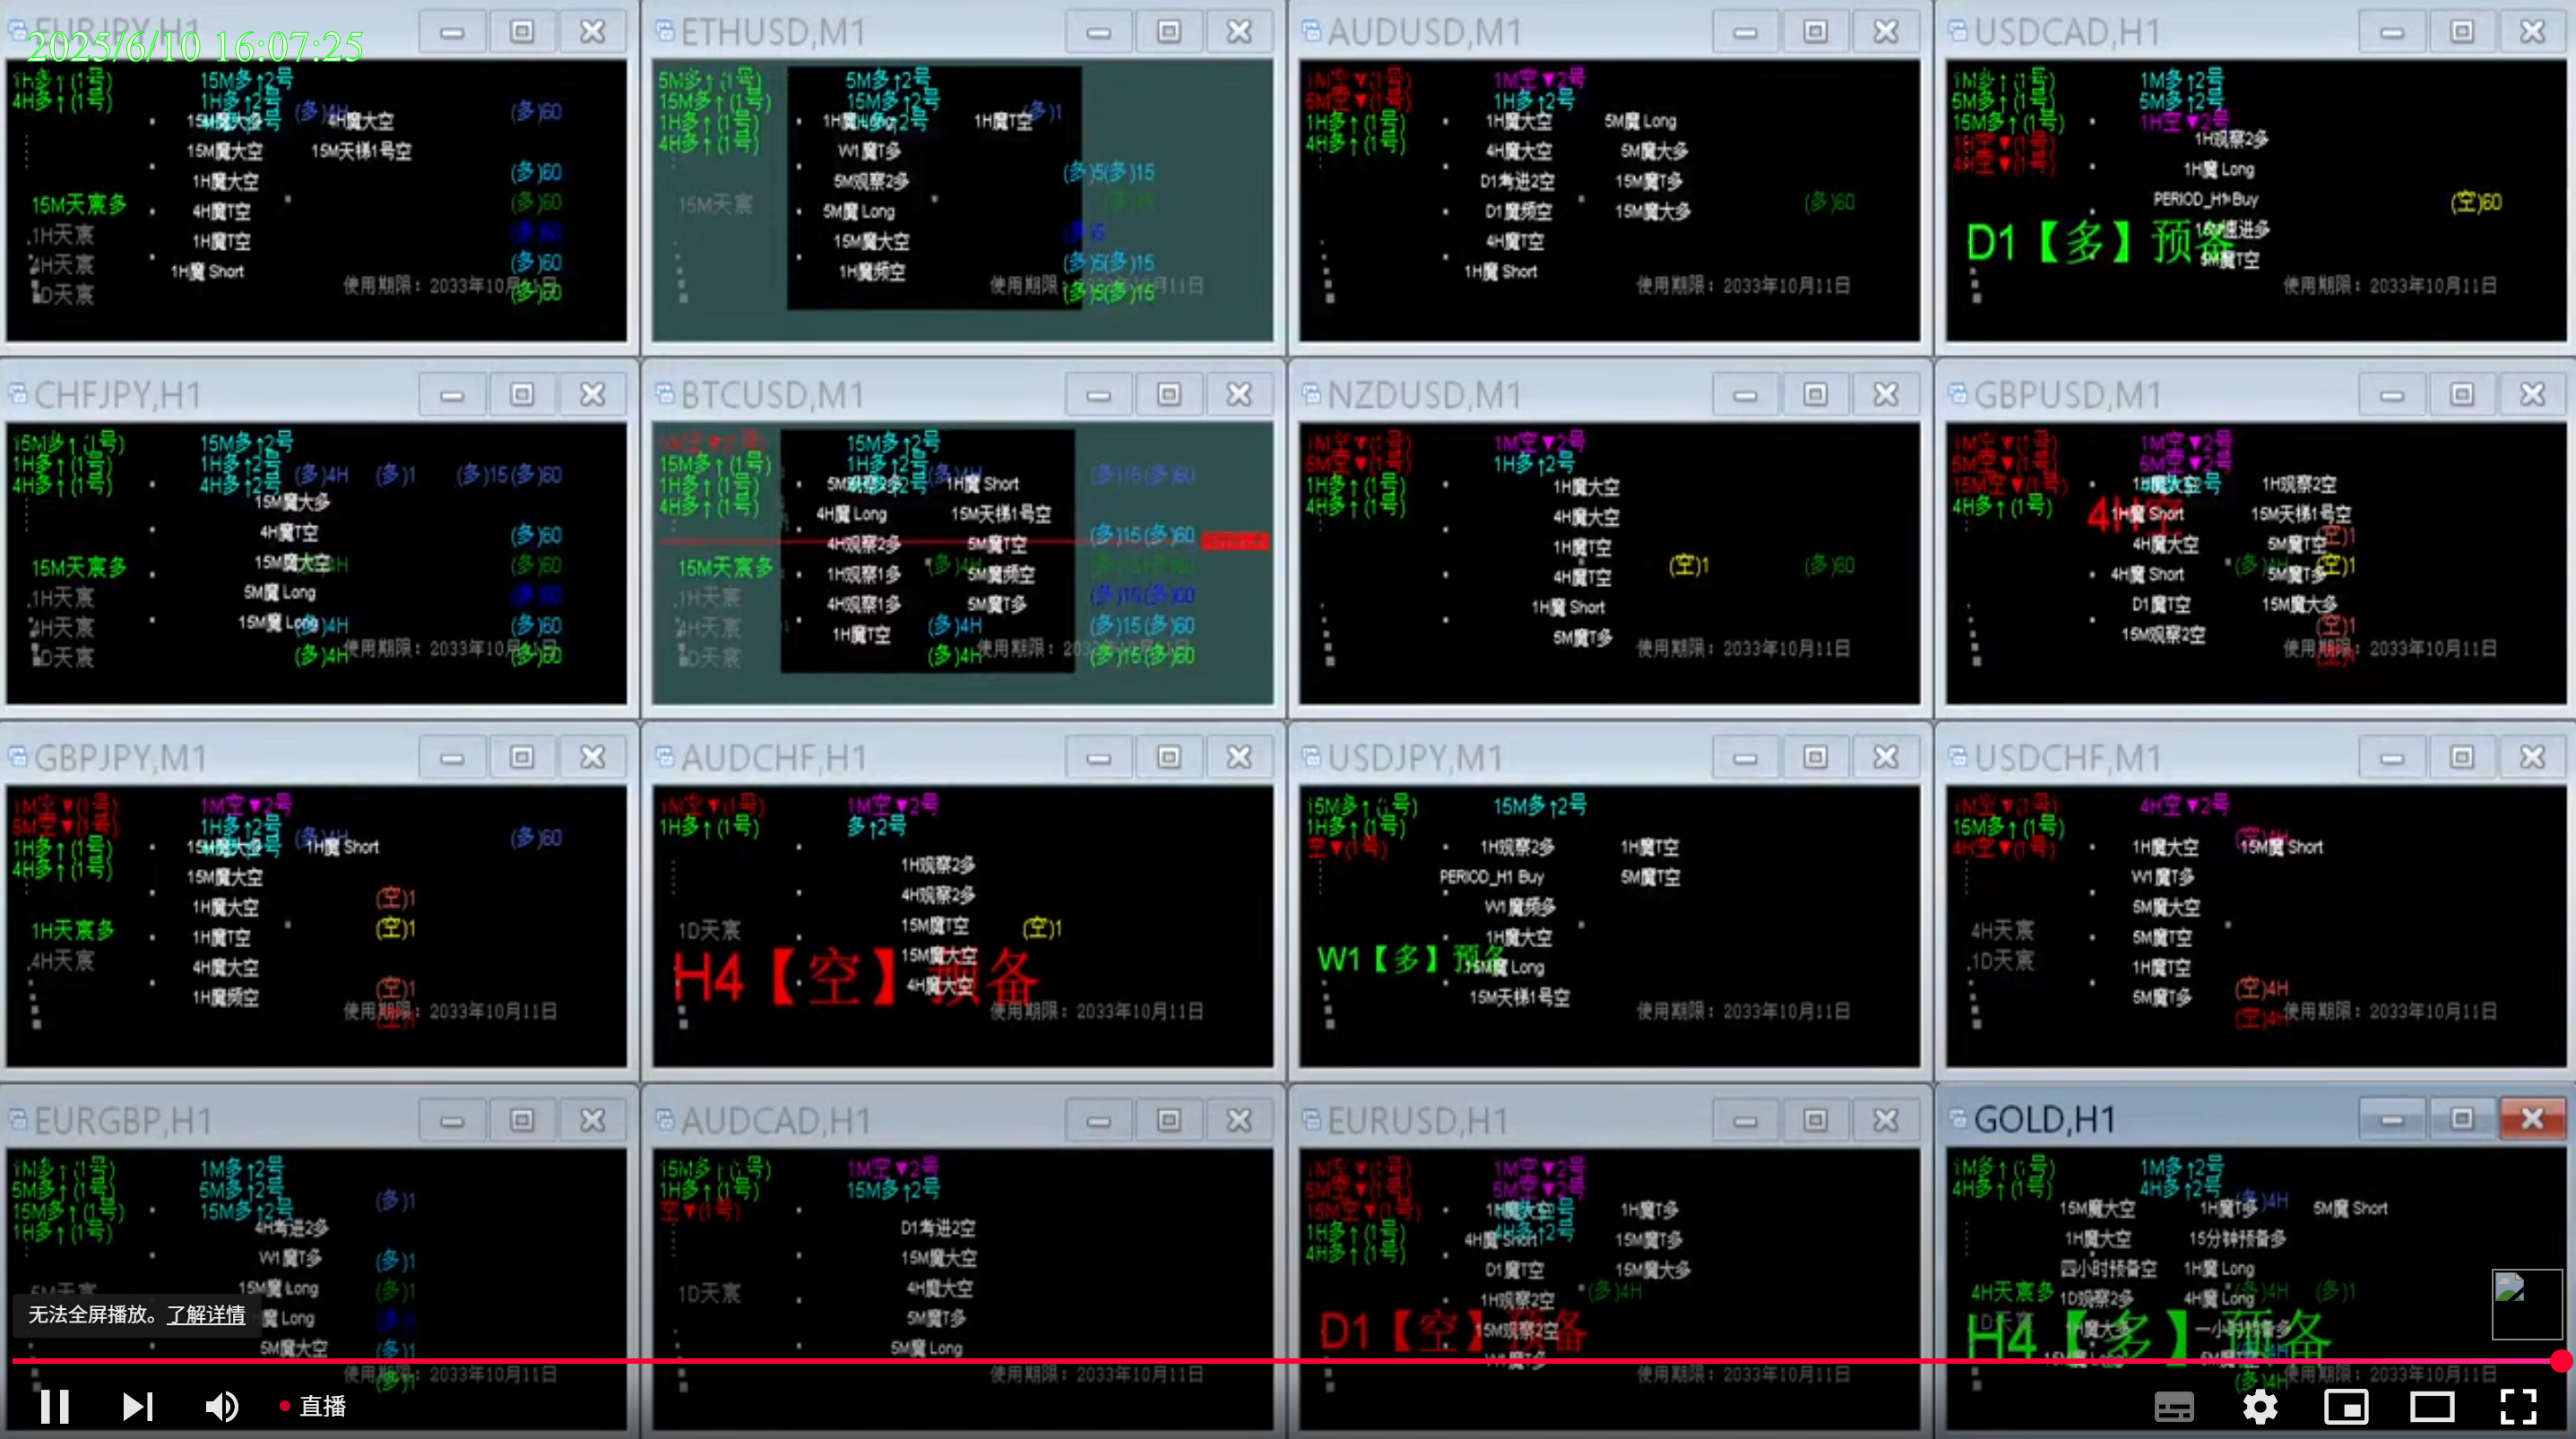 EURJPY,H1
2025/6/10 16:07:25
1H多↑(1号) 15M多↑2号
4H多↑(1号) 1H多↑2号 (多)4H (多)60
15M魔大多 4H魔大空
15M魔大空 15M天梯1号空
1H魔大空 (多)60
15M天宸多 4H魔T空 (多)60
.1H天宸 1H魔T空
4H天宸 1H魔 Short (多)60
D天宸 使用期限：2033年10月11日 (多)60
ETHUSD,M1
5M多↑(1号) 5M多↑2号
15M多↑(1号) 15M多↑2号
1H多↑(1号) 1H魔T空
4H多↑(1号) W1魔T多
5M观察2多 (多)5(多)15
15M天宸 5M魔 Long
15M魔大空 (多)5(多)15
1H魔频空 (多)5(多)15
AUDUSD,M1
1M空▼(1号) 1M空▼2号
5M空▼(1号) 1H多↑2号
1H多↑(1号) 1H魔大空 5M魔 Long
4H多↑(1号) 4H魔大空 5M魔大多
D1考进2空 15M魔T多
D1魔频空 15M魔大多 (多)60
4H魔T空
1H魔 Short
使用期限：2033年10月11日
USDCAD,H1
1M多↑(1号) 1M多↑2号
5M多↑(1号) 5M多↑2号
15M多↑(1号) 1H空▼2号
1H空▼(1号) 1H观察2多
4H空▼(1号) 1H魔 Long
PERIOD_H1 Buy (空)60
D1【多】预备
5M魔T空
使用期限：2033年10月11日
CHFJPY,H1
15M多↑(1号) 15M多↑2号
1H多↑(1号) 1H多↑2号 (多)4H (多)1 (多)15(多)60
4H多↑(1号) 4H多↑2号
15M魔大多
4H魔T空 (多)60
15M天宸多 15M魔大空 (多)60
.1H天宸 5M魔 Long
4H天宸 15M魔 Long (多)60
D天宸 (多)4H 使用期限：2033年10月11日 (多)60
BTCUSD,M1
15M多↑2号
15M多↑(1号) 1H多↑2号 (多)15(多)60
1H多↑(1号) 5M观察2多 1H魔 Short
4H多↑(1号) 4H魔 Long 15M天梯1号空
4H观察2多 5M魔T空 (多)15(多)60
15M天宸多 1H观察1多 5M魔频空
.1H天宸 4H观察1多 5M魔T多 (多)15(多)60
4H天宸 1H魔T空 (多)4H (多)15(多)60
D天宸 (多)4H (多)15(多)60
NZDUSD,M1
1M空▼(1号) 1M空▼2号
5M空▼(1号) 1H多↑2号
1H多↑(1号) 1H魔大空
4H多↑(1号) 4H魔大空
1H魔T空 (空)1 (多)60
4H魔T空
1H魔 Short
5M魔T多
使用期限：2033年10月11日
GBPUSD,M1
1M空▼(1号) 1M空▼2号
5M空▼(1号) 5M空▼2号
15M空▼(1号) 1H魔大空 1H观察2空
4H多↑(1号) 1H魔 Short 15M天梯1号空
4H魔大空 5M魔T空
4H魔 Short 5M魔T多 (空)1
D1魔T空 15M魔大多
15M观察2空 (空)1
使用期限：2033年10月11日
GBPJPY,M1
1M空▼(1号) 1M空▼2号
5M空▼(1号) 1H多↑2号 (多)4H (多)60
1H多↑(1号) 15M魔大多 1H魔 Short
4H多↑(1号) 15M魔大空
1H魔大空 (空)1
1H天宸多 1H魔T空 (空)1
.4H天宸 4H魔大空
1H魔频空 (空)1
使用期限：2033年10月11日
AUDCHF,H1
1M空▼(1号) 1M空▼2号
1H多↑(1号) 多↑2号
1H观察2多
4H观察2多
1D天宸 15M魔T空 (空)1
15M魔大空
H4【空】预备
4H魔大空
使用期限：2033年10月11日
USDJPY,M1
15M多↑(1号) 15M多↑2号
1H多↑(1号)
空▼(1号) 1H观察2多 1H魔T空
PERIOD_H1 Buy 5M魔T空
W1魔频多
1H魔大空
W1【多】预备
15M魔 Long
15M天梯1号空
使用期限：2033年10月11日
USDCHF,M1
1M空▼(1号) 4H空▼2号
15M多↑(1号)
4H空▼(1号) 1H魔大空 15M魔 Short
W1魔T多
5M魔大空
4H天宸 5M魔T空
.1D天宸 1H魔T空
5M魔T多 (空)4H
(空)4H 使用期限：2033年10月11日
EURGBP,H1
1M多↑(1号) 1M多↑2号
5M多↑(1号) 5M多↑2号 (多)1
15M多↑(1号) 15M多↑2号
1H多↑(1号) 4H考进2多
W1魔T多 (多)1
15M魔 Long (多)1
魔 Long
5M魔大空 (多)1
使用期限：2033年10月11日
AUDCAD,H1
15M多↑(1号) 1M空▼2号
1H多↑(1号) 15M多↑2号
空▼(1号)
D1考进2空
15M魔大空
1D天宸 4H魔大空
5M魔T多
5M魔 Long
使用期限：2033年10月11日
EURUSD,H1
1M空▼(1号) 1M空▼2号
5M空▼(1号) 5M空▼2号
15M空▼(1号) 1H魔T多
1H多↑(1号) 4H多↑2号
4H多↑(1号) 4H魔 Short 15M魔T多
D1魔T空 15M魔大多
1H观察2空 (多)4H
D1【空】预备
15M观察2空
使用期限：2033年10月11日
GOLD,H1
1M多↑(1号) 1M多↑2号
4H多↑(1号) 4H多↑2号
15M魔大空 1H魔T多 5M魔 Short
1H魔大空 15分钟预备多
四小时预备空 1H魔 Long
4H天宸多 1D观察2多 4H魔 Long (多)1
H4【多】预备
1H魔大多 一小时预备多
(多)4H 使用期限：2033年10月11日
无法全屏播放。了解详情
直播